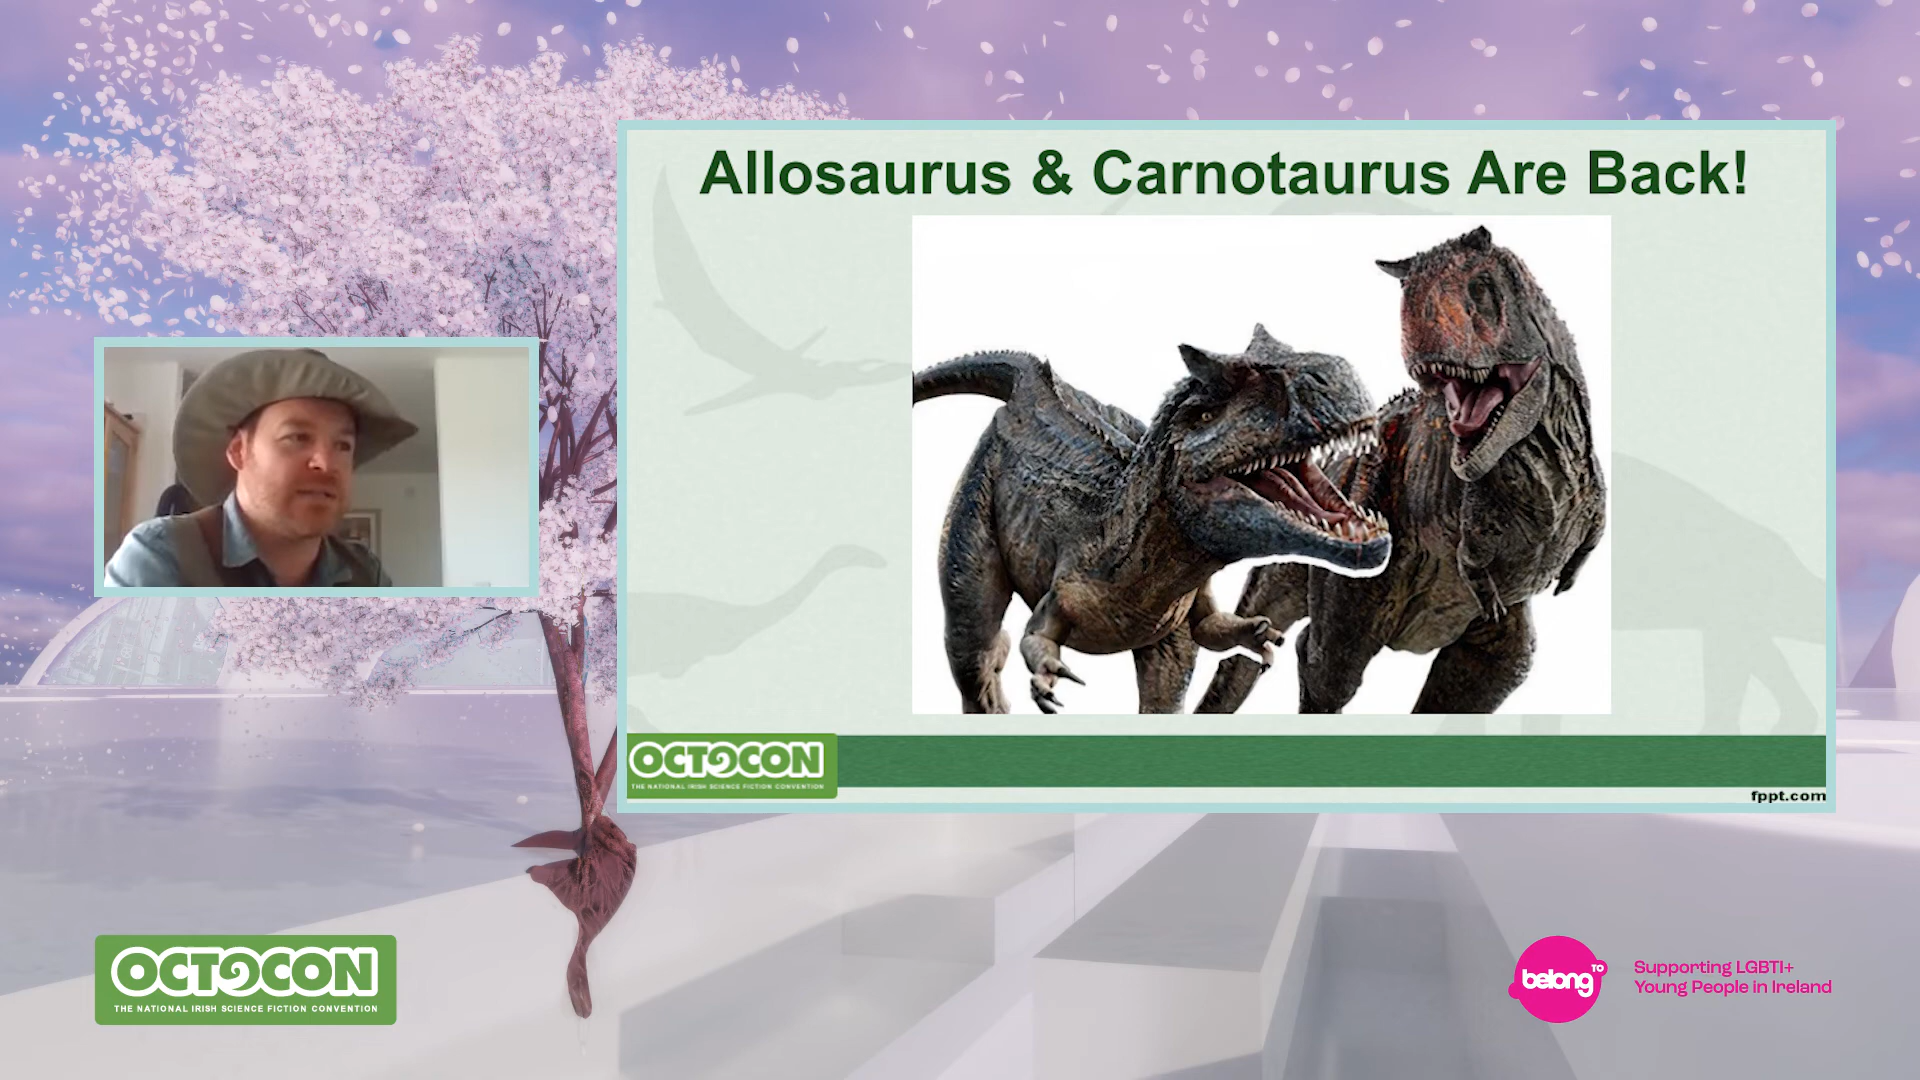 Allosaurus & Carnotaurus Are Back!
OCTOCON
THE NATIONAL IRISH SCIENCE FICTION CONVENTION
fppt.com
OCTOCON
THE NATIONAL IRISH SCIENCE FICTION CONVENTION
belong TO
Supporting LGBTI+
Young People in Ireland